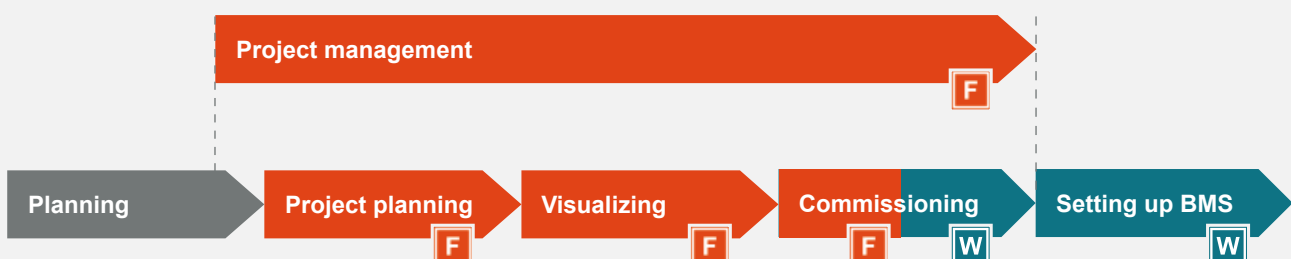 Project management
F
Planning
Project planning
Visualizing
Commissioning
Setting up BMS
F
F
F
W
W